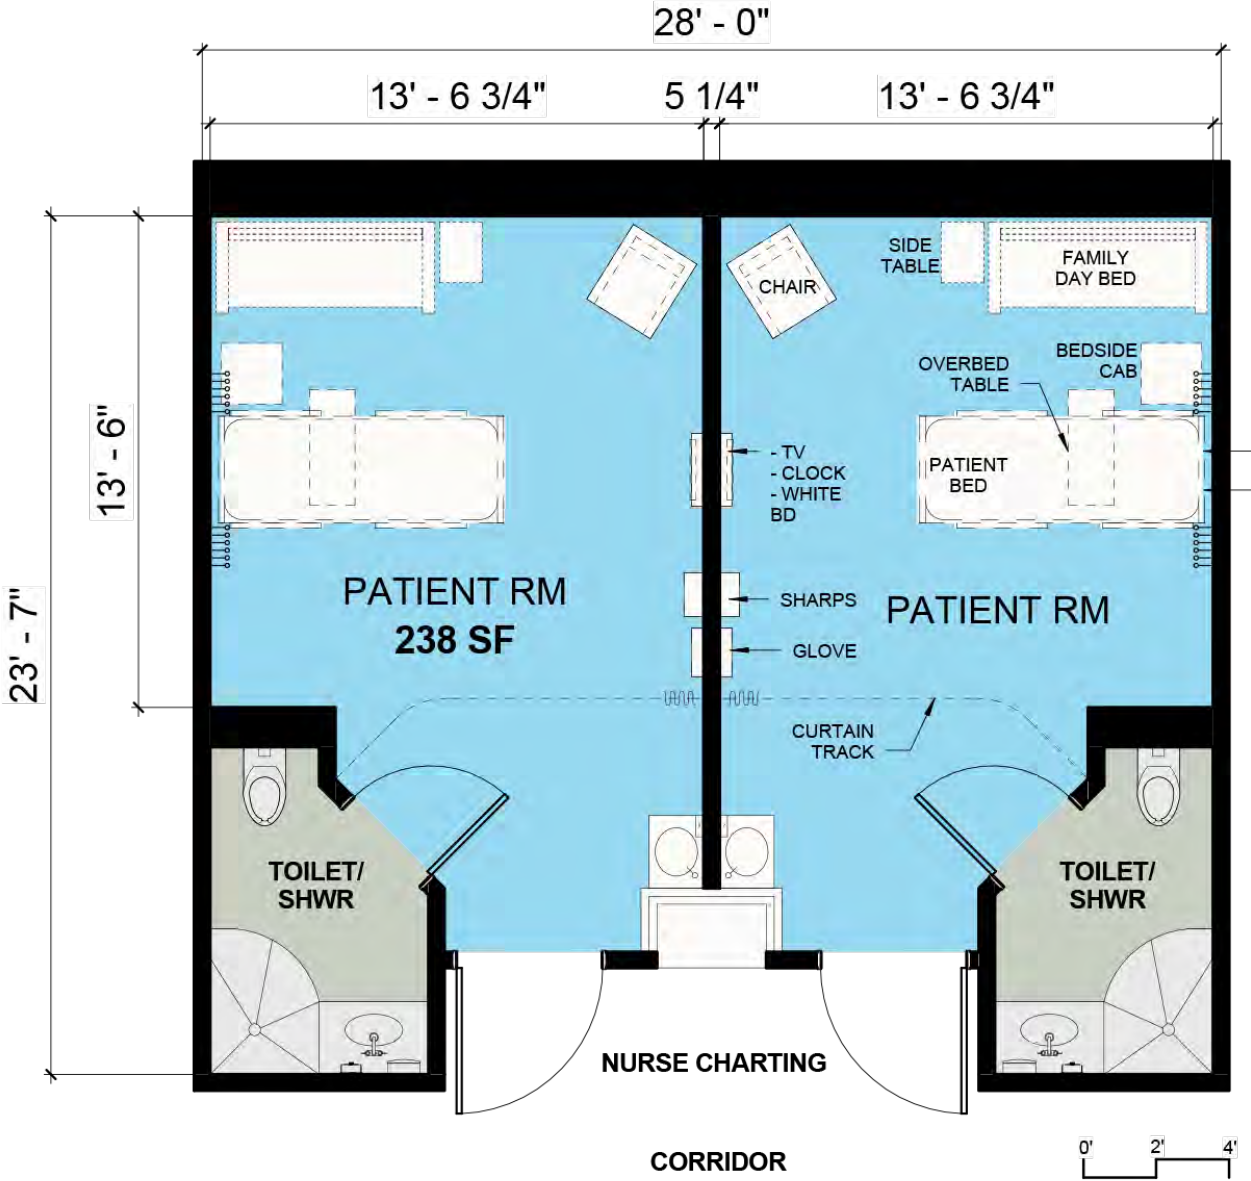 28' - 0"
13' - 6 3/4"
5 1/4"
13' - 6 3/4"
23' - 7"
13' - 6"
SIDE
TABLE
FAMILY
DAY BED
CHAIR
OVERBED
TABLE
BEDSIDE
CAB
- TV
- CLOCK
- WHITE
BD
PATIENT
BED
PATIENT RM
238 SF
SHARPS
PATIENT RM
GLOVE
CURTAIN
TRACK
TOILET/
SHWR
TOILET/
SHWR
NURSE CHARTING
CORRIDOR
0' 2' 4'